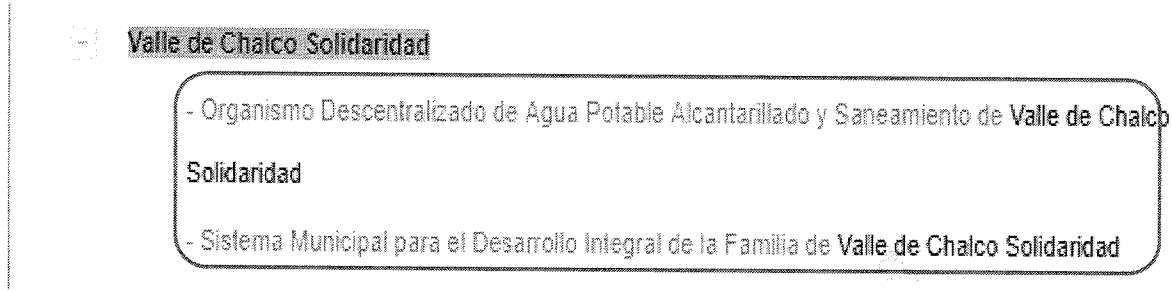 Valle de Chalco Solidaridad
- Organismo Descentralizado de Agua Potable Alcantarillado y Saneamiento de Valle de Chalco
Solidaridad
- Sistema Municipal para el Desarrollo Integral de la Familia de Valle de Chalco Solidaridad